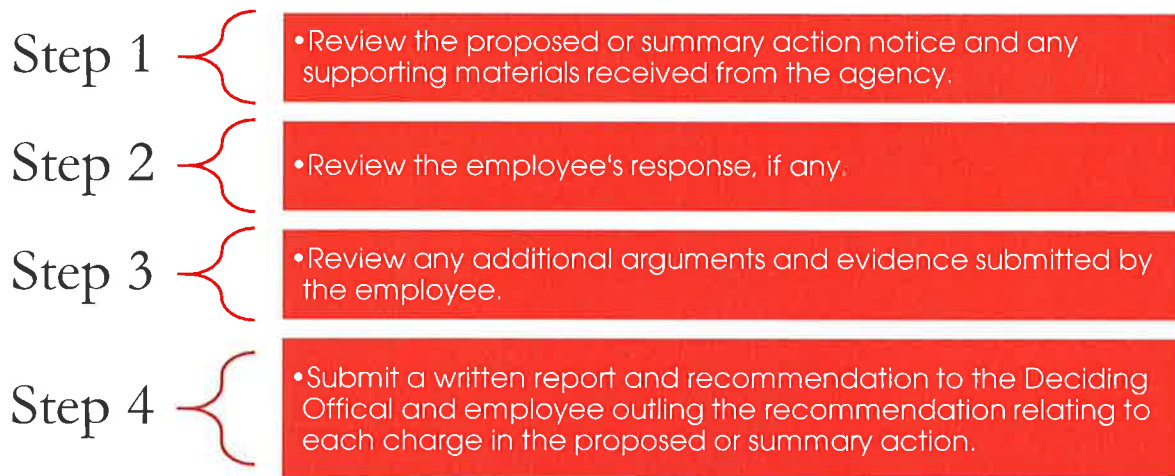 Step 1
•Review the proposed or summary action notice and any
supporting materials received from the agency.
Step 2
•Review the employee's response, if any.
Step 3
•Review any additional arguments and evidence submitted by
the employee.
Step 4
•Submit a written report and recommendation to the Deciding
Offical and employee outling the recommendation relating to
each charge in the proposed or summary action.